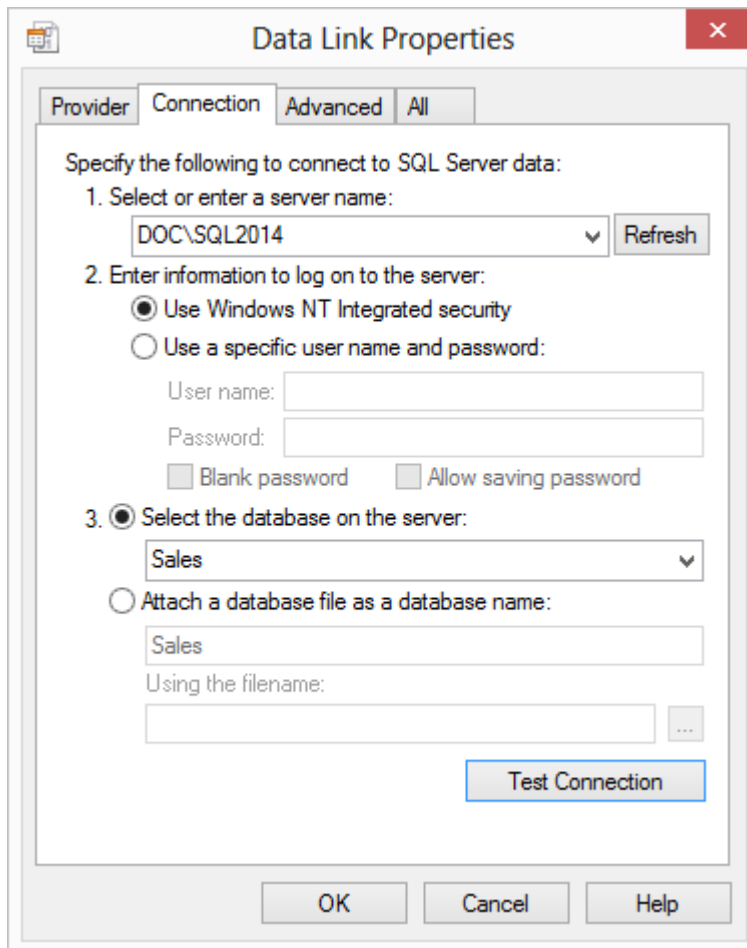 Data Link Properties
Provider Connection Advanced All
Specify the following to connect to SQL Server data:
1. Select or enter a server name:
DOC\SQL2014 Refresh
2. Enter information to log on to the server:
Use Windows NT Integrated security
Use a specific user name and password:
User name:
Password:
Blank password Allow saving password
3. Select the database on the server:
Sales
Attach a database file as a database name:
Sales
Using the filename:
...
Test Connection
OK Cancel Help